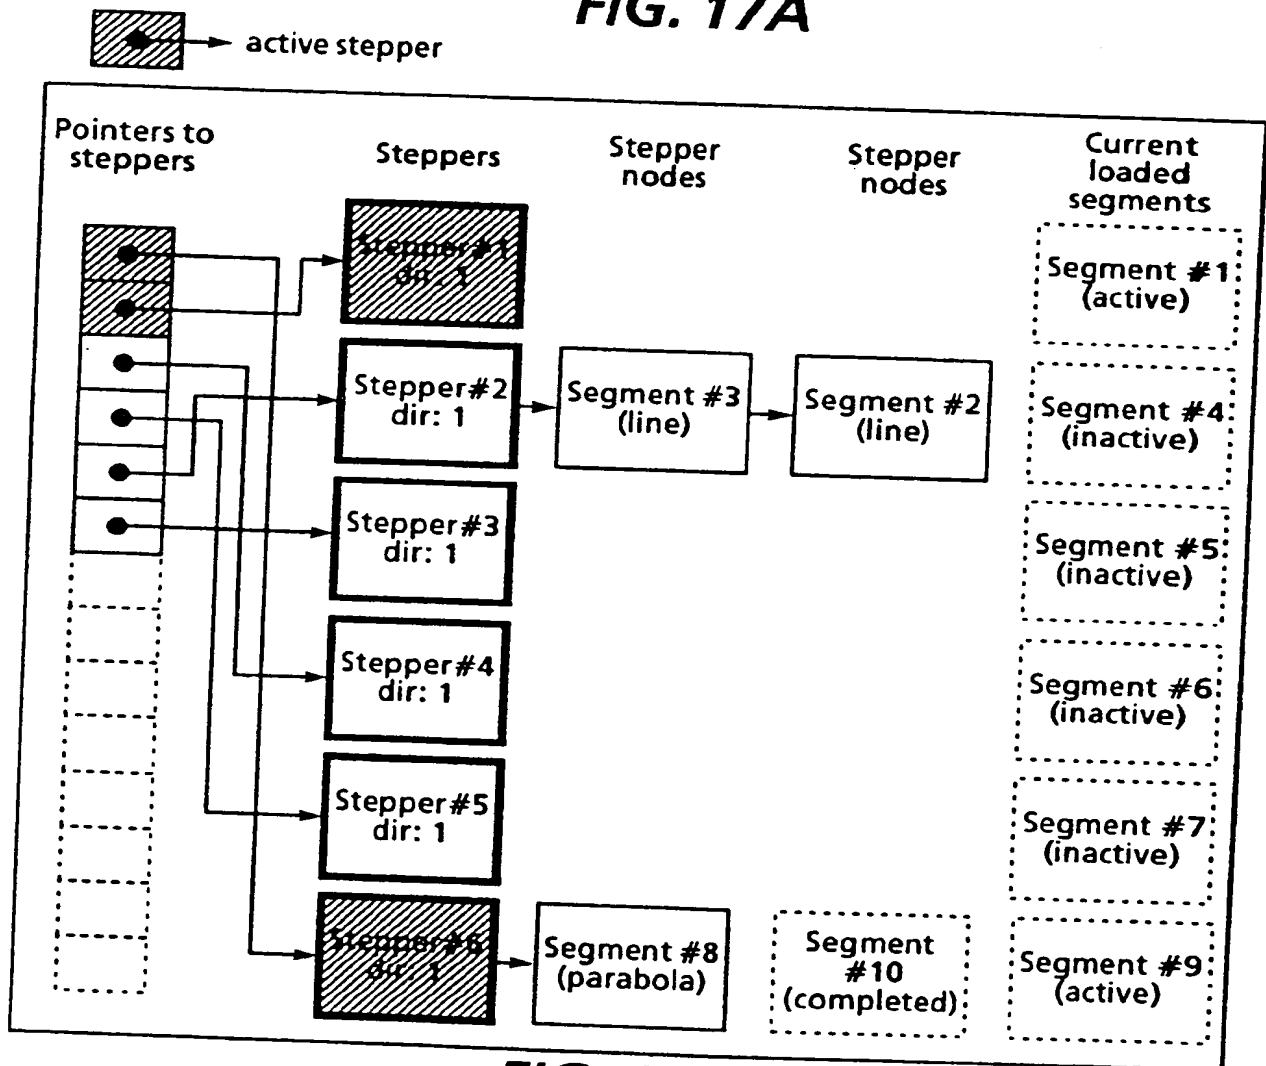 FIG. 17A
active stepper
Pointers to
steppers
Steppers
Stepper
nodes
Stepper
nodes
Current
loaded
segments
Stepper#1
dir: 1
Segment #1
(active)
Stepper#2
dir: 1
Segment #3
(line)
Segment #2
(line)
Segment #4
(inactive)
Stepper#3
dir: 1
Segment #5
(inactive)
Stepper#4
dir: 1
Segment #6
(inactive)
Stepper#5
dir: 1
Segment #7
(inactive)
Stepper#6
dir: 1
Segment #8
(parabola)
Segment
#10
(completed)
Segment #9
(active)